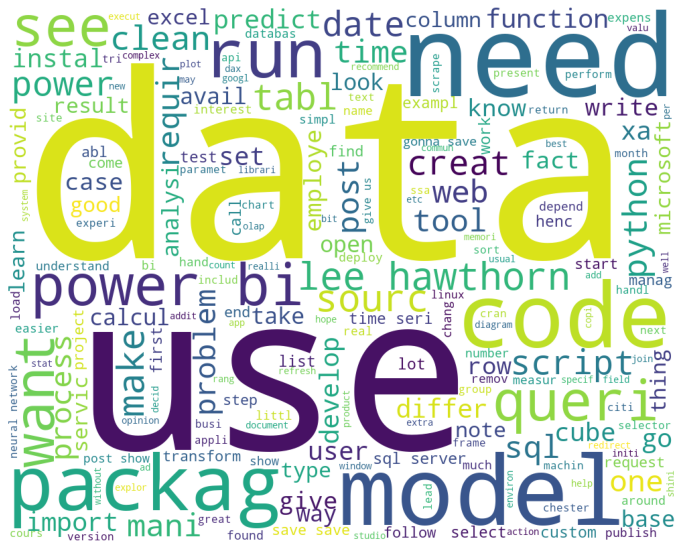 see
clean
excel
predict
date
column
function
expens
execut
tri
complex
api
databas
valu
instal
run
time
need
power
new
dax
plot
googl
look
recommend
present
perform
per
result
may
requir
avail
tabl
text
name
exampl
know
write
provid
site
interest
simpl
scrape
return
data
abl
come
test
set
find
commun
gonna save
work
best
month
xa
microsoft
case
paramet
librari
employe
post
bit
give us
creat
fact
python
good
analysi
call
chart
olap
web
ssa
etc
depend
experi
system
tool
henc
learn
open
deploy
memori
understand
bi
hand
count
realli
sort
usual
start
add
manag
well
load
includ
power bi
lee hawthorn
handl
easier
addit
app
hope
real
sourc
time seri
chang
linux
cran
diagram
copi
next
calcul
end
take
code
want
stat
project
first
problem
rang
refresh
list
lot
row
number
script
join
neural network
process
servic
make
decid
opinion
busi
step
littl
develop
product
use
differ
group
remov
measur
specif
field
thing
appli
document
extra
queri
citi
selector
post show
transform
show
user
note
frame
sql
cube
redirect
initi
go
without
ad
explor
type
sql server
window
much
machin
request
one
shini
packag
give
way
model
lead
environ
chester
help
around
import
mani
save save
base
cours
version
great
found
studio
follow
select
action
custom
publish